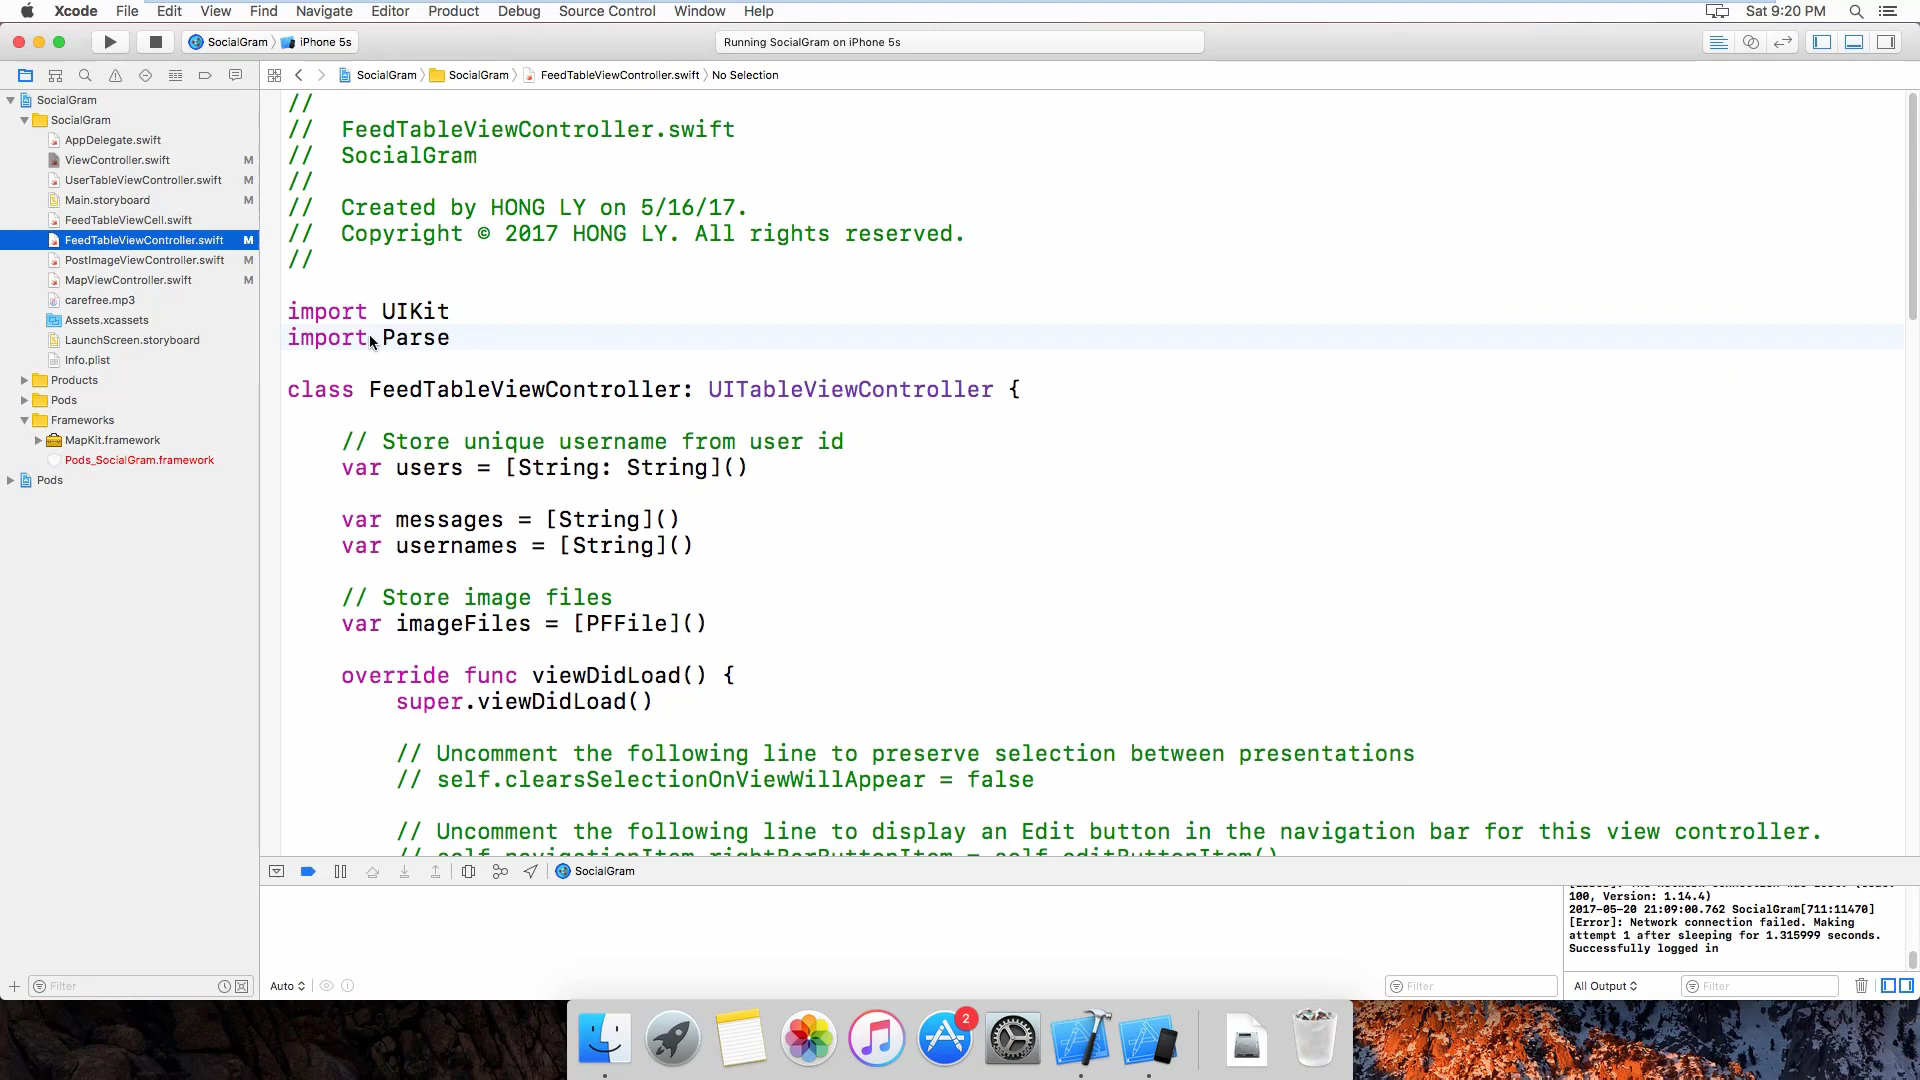 Xcode File Edit View Find Navigate Editor Product Debug Source Control Window Help Sat 9:20 PM
SocialGram iPhone 5s Running SocialGram on iPhone 5s
SocialGram SocialGram FeedTableViewController.swift No Selection
SocialGram
SocialGram
AppDelegate.swift
ViewController.swift M
UserTableViewController.swift M
Main.storyboard M
FeedTableViewCell.swift
FeedTableViewController.swift M
PostImageViewController.swift M
MapViewController.swift M
carefree.mp3
Assets.xcassets
LaunchScreen.storyboard
Info.plist
Products
Pods
Frameworks
MapKit.framework
Pods_SocialGram.framework
Pods
Filter
//
// FeedTableViewController.swift
// SocialGram
//
// Created by HONG LY on 5/16/17.
// Copyright © 2017 HONG LY. All rights reserved.
//
import UIKit
import Parse
class FeedTableViewController: UITableViewController {
// Store unique username from user id
var users = [String: String]()
var messages = [String]()
var usernames = [String]()
// Store image files
var imageFiles = [PFFile]()
override func viewDidLoad() {
super.viewDidLoad()
// Uncomment the following line to preserve selection between presentations
// self.clearsSelectionOnViewWillAppear = false
// Uncomment the following line to display an Edit button in the navigation bar for this view controller.
// self.navigationItem.rightBarButtonItem = self.editButtonItem()
SocialGram
100, Version: 1.14.4)
2017-05-20 21:09:00.762 SocialGram[711:11470]
[Error]: Network connection failed. Making
attempt 1 after sleeping for 1.315999 seconds.
Successfully logged in
Auto Filter All Output Filter
2